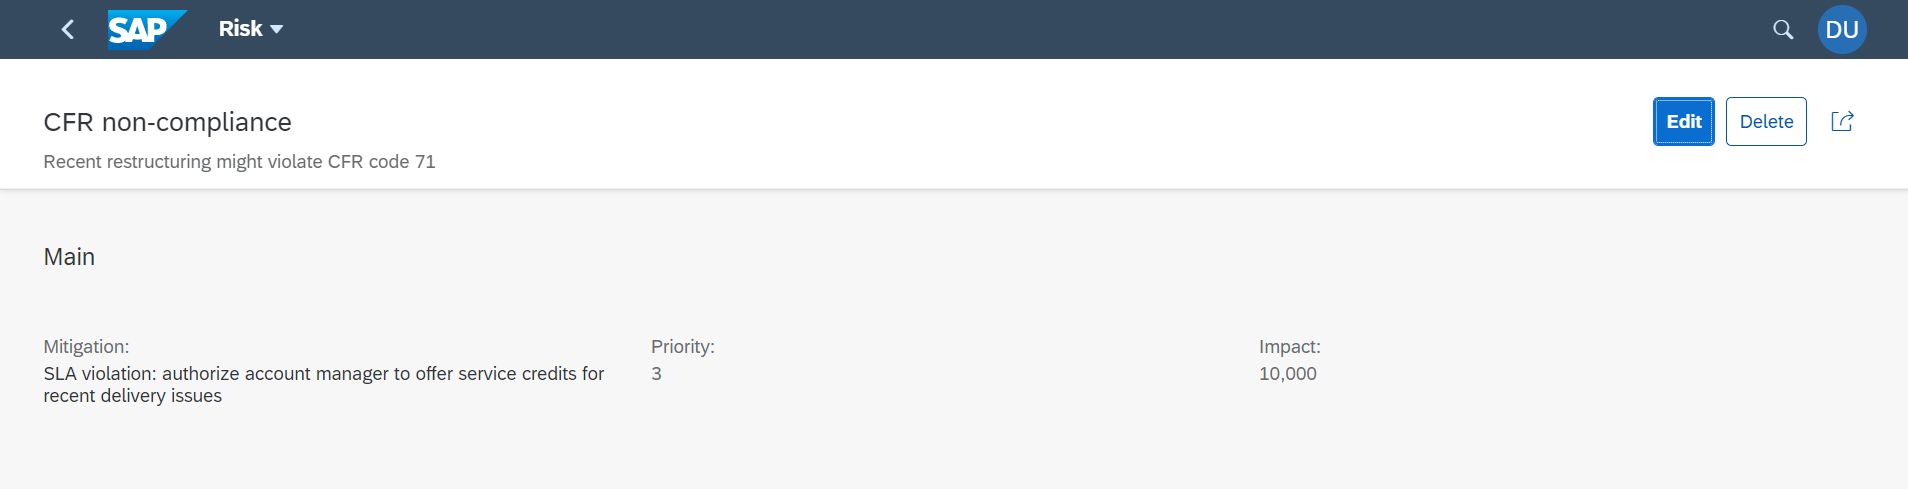 SAP
Risk
DU
CFR non-compliance
Edit
Delete
Recent restructuring might violate CFR code 71
Main
Mitigation:
SLA violation: authorize account manager to offer service credits for
recent delivery issues
Priority:
3
Impact:
10,000